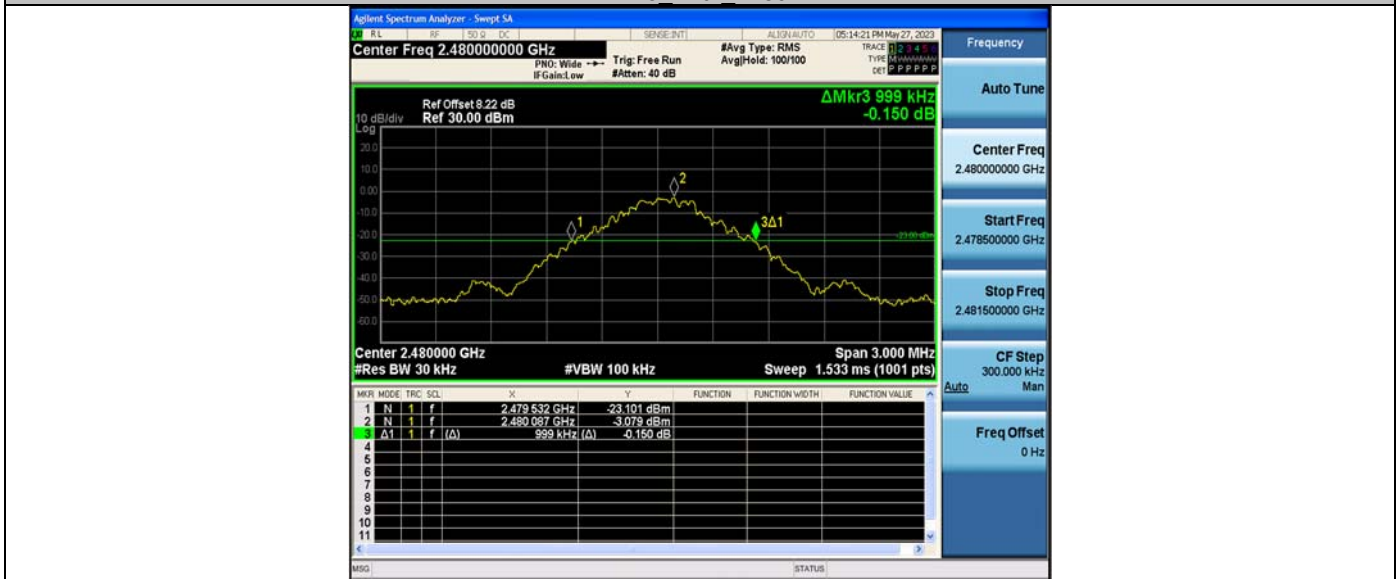 Agilent Spectrum Analyzer - Swept SA
RL RF 50 Ω DC SENSE:INT ALIGN AUTO 05:14:21 PM May 27, 2023
Center Freq 2.480000000 GHz
PNO: Wide
IFGain:Low
Trig: Free Run
#Atten: 40 dB
#Avg Type: RMS
Avg|Hold: 100/100
TRACE 1 2 3 4 5 6
TYPE M
DET P P P P P P
ΔMkr3 999 kHz
-0.150 dB
Ref Offset 8.22 dB
10 dB/div Ref 30.00 dBm
Log
20.0
10.0
0.00
-10.0
-20.0
-30.0
-40.0
-50.0
-60.0
1
2
3Δ1
-23.00 dBm
Center 2.480000 GHz Span 3.000 MHz
#Res BW 30 kHz #VBW 100 kHz Sweep 1.533 ms (1001 pts)
MKR MODE TRC SCL X Y FUNCTION FUNCTION WIDTH FUNCTION VALUE
1 N 1 f 2.479 532 GHz -23.101 dBm
2 N 1 f 2.480 087 GHz -3.079 dBm
3 Δ1 1 f (Δ) 999 kHz (Δ) -0.150 dB
4
5
6
7
8
9
10
11
MSG STATUS
Frequency
Auto Tune
Center Freq
2.480000000 GHz
Start Freq
2.478500000 GHz
Stop Freq
2.481500000 GHz
CF Step
300.000 kHz
Auto Man
Freq Offset
0 Hz